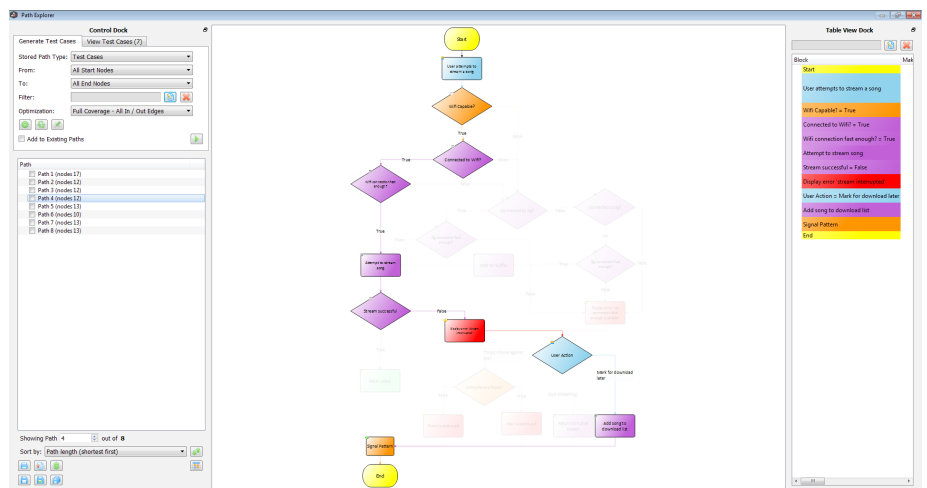 Path Explorer
Control Dock
Generate Test Cases
View Test Cases (7)
Stored Path Type: Test Cases
From: All Start Nodes
To: All End Nodes
Filter:
Optimization: Full Coverage - All In / Out Edges
Add to Existing Paths
Path
Path 1 (nodes 17)
Path 2 (nodes 12)
Path 3 (nodes 12)
Path 4 (nodes 12)
Path 5 (nodes 13)
Path 6 (nodes 10)
Path 7 (nodes 13)
Path 8 (nodes 13)
Showing Path 4 out of 8
Sort by: Path length (shortest first)
Start
User attempts to
stream a song
Wifi Capable?
True
Connected to Wifi?
True
Wifi connection fast
enough?
True
Attempt to stream
song
Stream successful
False
User Action
Mark for download
later
Add song to
download list
Signal Pattern
End
Table View Dock
Block
Mak
Start
User attempts to stream a song
Wifi Capable? = True
Connected to Wifi? = True
Wifi connection fast enough? = True
Attempt to stream song
Stream successful = False
Display error 'stream interrupted'
User Action = Mark for download later
Add song to download list
Signal Pattern
End